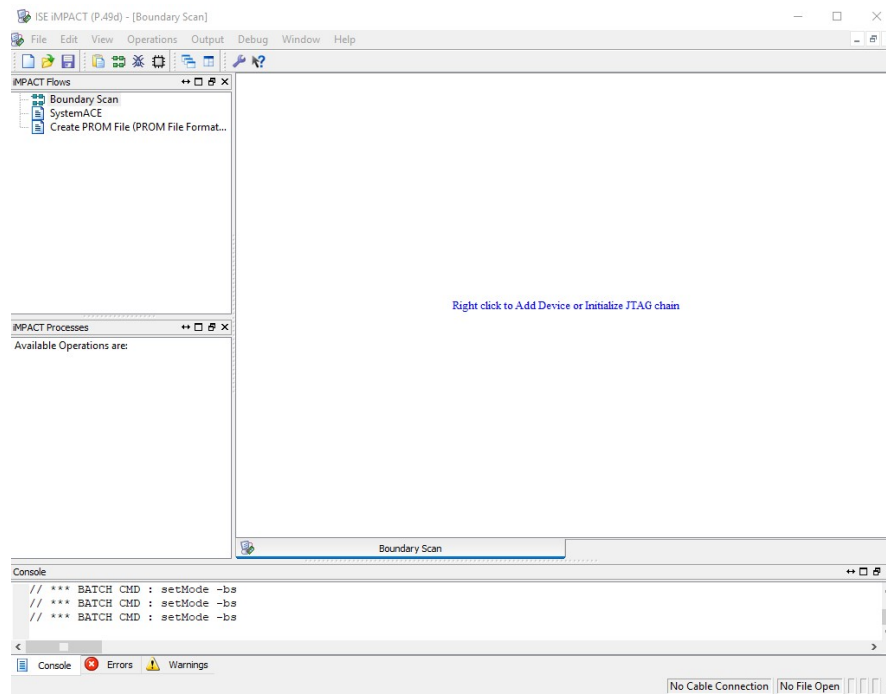 ISE iMPACT (P.49d) - [Boundary Scan]
File Edit View Operations Output Debug Window Help
iMPACT Flows
Boundary Scan
SystemACE
Create PROM File (PROM File Format...
Right click to Add Device or Initialize JTAG chain
iMPACT Processes
Available Operations are:
Boundary Scan
Console
// *** BATCH CMD : setMode -bs
// *** BATCH CMD : setMode -bs
// *** BATCH CMD : setMode -bs
Console Errors Warnings
No Cable Connection No File Open